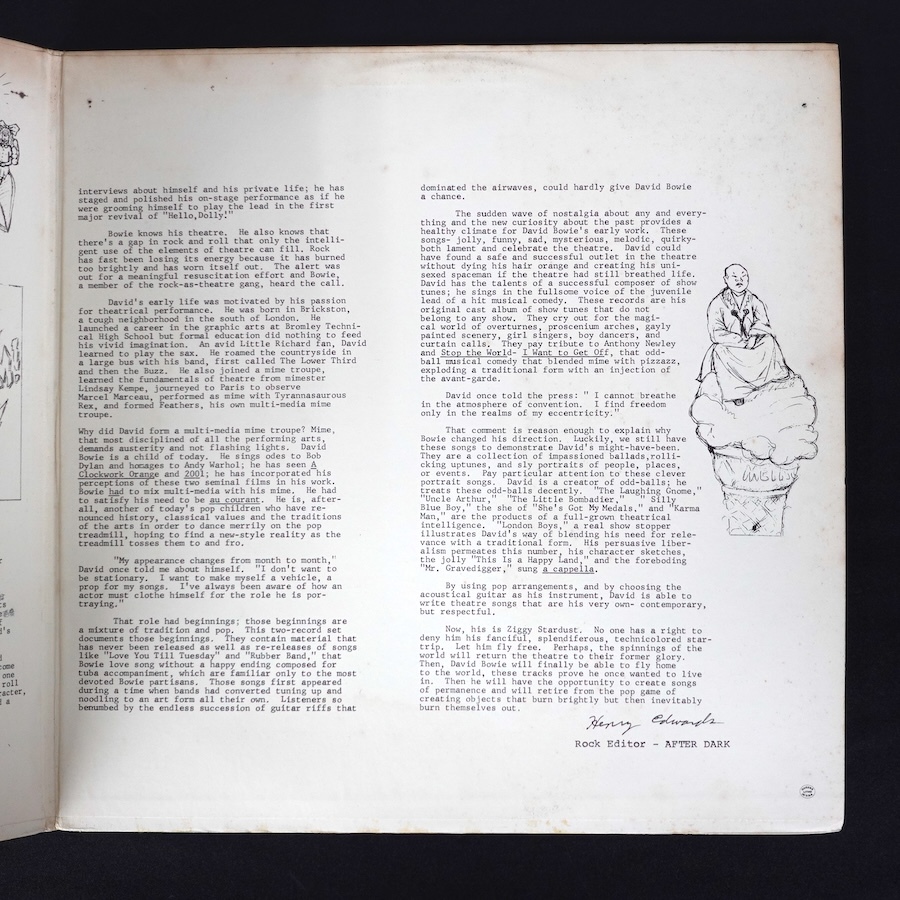 interviews about himself and his private life; he has
staged and polished his on-stage performance as if he
were grooming himself to play the lead in the first
major revival of "Hello,Dolly!"
Bowie knows his theatre. He also knows that
there's a gap in rock and roll that only the intelli-
gent use of the elements of theatre can fill. Rock
has fast been losing its energy because it has burned
too brightly and has worn itself out. The alert was
out for a meaningful resuscitation effort and Bowie,
a member of the rock-as-theatre gang, heard the call.
David's early life was motivated by his passion
for theatrical performance. He was born in Brickston,
a tough neighborhood in the south of London. He
launched a career in the graphic arts at Bromley Techni-
cal High School but formal education did nothing to feed
his vivid imagination. An avid Little Richard fan, David
learned to play the sax. He roamed the countryside in
a large bus with his band, first called The Lower Third
and then the Buzz. He also joined a mime troupe,
learned the fundamentals of theatre from mimester
Lindsay Kempe, journeyed to Paris to observe
Marcel Marceau, performed as mime with Tyrannasaurous
Rex, and formed Feathers, his own multi-media mime
troupe.
Why did David form a multi-media mime troupe? Mime,
that most disciplined of all the performing arts,
demands austerity and not flashing lights. David
Bowie is a child of today. He sings odes to Bob
Dylan and homages to Andy Warhol; he has seen A
Clockwork Orange and 2001; he has incorporated his
perceptions of these two seminal films in his work.
Bowie had to mix multi-media with his mime. He had
to satisfy his need to be au courant. He is, after-
all, another of today's pop children who have re-
nounced history, classical values and the traditions
of the arts in order to dance merrily on the pop
treadmill, hoping to find a new-style reality as the
treadmill tosses them to and fro.
"My appearance changes from month to month,"
David once told me about himself. "I don't want to
be stationary. I want to make myself a vehicle, a
prop for my songs. I've always been aware of how an
actor must clothe himself for the role he is por-
traying."
That role had beginnings; those beginnings are
a mixture of tradition and pop. This two-record set
documents those beginnings. They contain material that
has never been released as well as re-releases of songs
like "Love You Till Tuesday" and "Rubber Band," that
Bowie love song without a happy ending composed for
tuba accompaniment, which are familiar only to the most
devoted Bowie partisans. Those songs first appeared
during a time when bands had converted tuning up and
noodling to an art form all their own. Listeners so
benumbed by the endless succession of guitar riffs that
dominated the airwaves, could hardly give David Bowie
a chance.
The sudden wave of nostalgia about any and every-
thing and the new curiosity about the past provides a
healthy climate for David Bowie's early work. These
songs- jolly, funny, sad, mysterious, melodic, quirky-
both lament and celebrate the theatre. David could
have found a safe and successful outlet in the theatre
without dying his hair orange and creating his uni-
sexed spaceman if the theatre had still breathed life.
David has the talents of a successful composer of show
tunes; he sings in the fullsome voice of the juvenile
lead of a hit musical comedy. These records are his
original cast album of show tunes that do not
belong to any show. They cry out for the magi-
cal world of overtures, proscenium arches, gayly
painted scenery, girl singers, boy dancers, and
curtain calls. They pay tribute to Anthony Newley
and Stop the World- I Want to Get Off, that odd-
ball musical comedy that blended mime with pizzazz,
exploding a traditional form with an injection of
the avant-garde.
David once told the press: " I cannot breathe
in the atmosphere of convention. I find freedom
only in the realms of my eccentricity."
That comment is reason enough to explain why
Bowie changed his direction. Luckily, we still have
these songs to demonstrate David's might-have-been.
They are a collection of impassioned ballads,rolli-
cking uptunes, and sly portraits of people, places,
or events. Pay particular attention to these clever
portrait songs. David is a creator of odd-balls; he
treats these odd-balls decently. "The Laughing Gnome,"
"Uncle Arthur," "The Little Bombadier," " Silly
Blue Boy," the she of "She's Got My Medals," and "Karma
Man," are the products of a full-grown theatrical
intelligence. "London Boys," a real show stopper
illustrates David's way of blending his need for rele-
vance with a traditional form. His persuasive liber-
alism permeates this number, his character sketches,
the jolly "This Is a Happy Land," and the foreboding
"Mr. Gravedigger," sung a cappella.
By using pop arrangements, and by choosing the
acoustical guitar as his instrument, David is able to
write theatre songs that are his very own- contemporary,
but respectful.
Now, his is Ziggy Stardust. No one has a right to
deny him his fanciful, splendiferous, technicolored star-
trip. Let him fly free. Perhaps, the spinnings of the
world will return the theatre to their former glory.
Then, David Bowie will finally be able to fly home
to the world, these tracks prove he once wanted to live
in. Then he will have the opportunity to create songs
of permanence and will retire from the pop game of
creating objects that burn brightly but then inevitably
burn themselves out.
Henry Edwards
Rock Editor - AFTER DARK